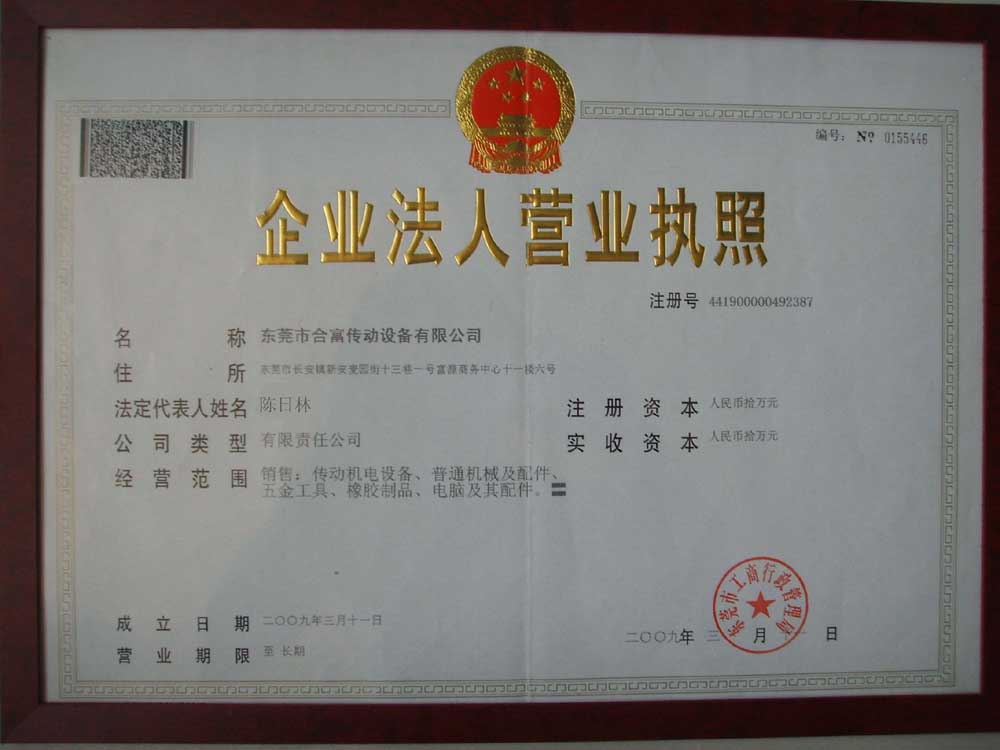 编号： Nº 0155446
企业法人营业执照
注册号 441900000492387
名 称 东莞市合富传动设备有限公司
住 所 东莞市长安镇新安麦园街十三巷一号富源商务中心十一楼六号
法定代表人姓名 陈日林
注 册 资 本 人民币拾万元
公 司 类 型 有限责任公司
实 收 资 本 人民币拾万元
经 营 范 围 销售：传动机电设备、普通机械及配件、
五金工具、橡胶制品、电脑及其配件。〓
东莞市工商行政管理局
成 立 日 期 二〇〇九年三月十一日
二〇〇九年 三 月 日
营 业 期 限 至 长期